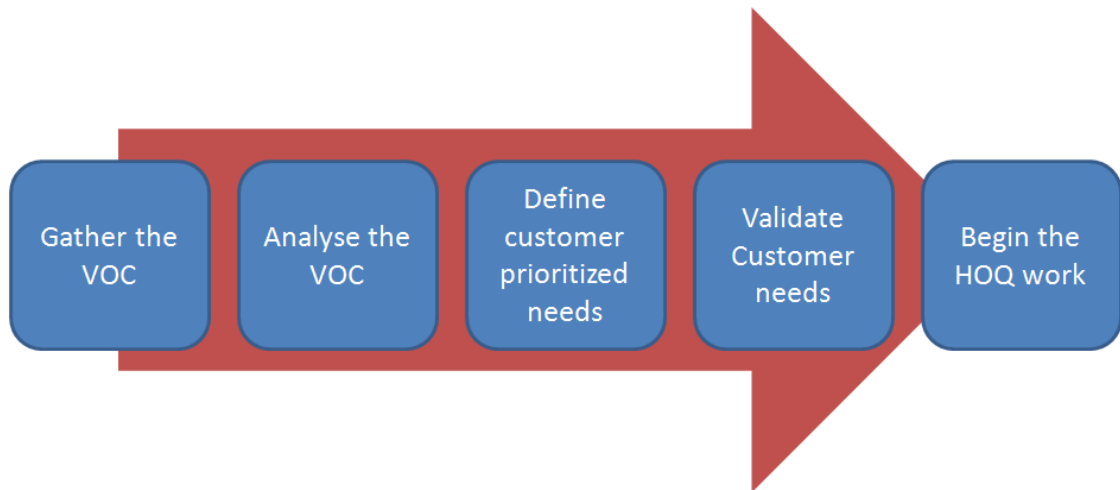 Gather the
VOC
Analyse the
VOC
Define
customer
prioritized
needs
Validate
Customer
needs
Begin the
HOQ work